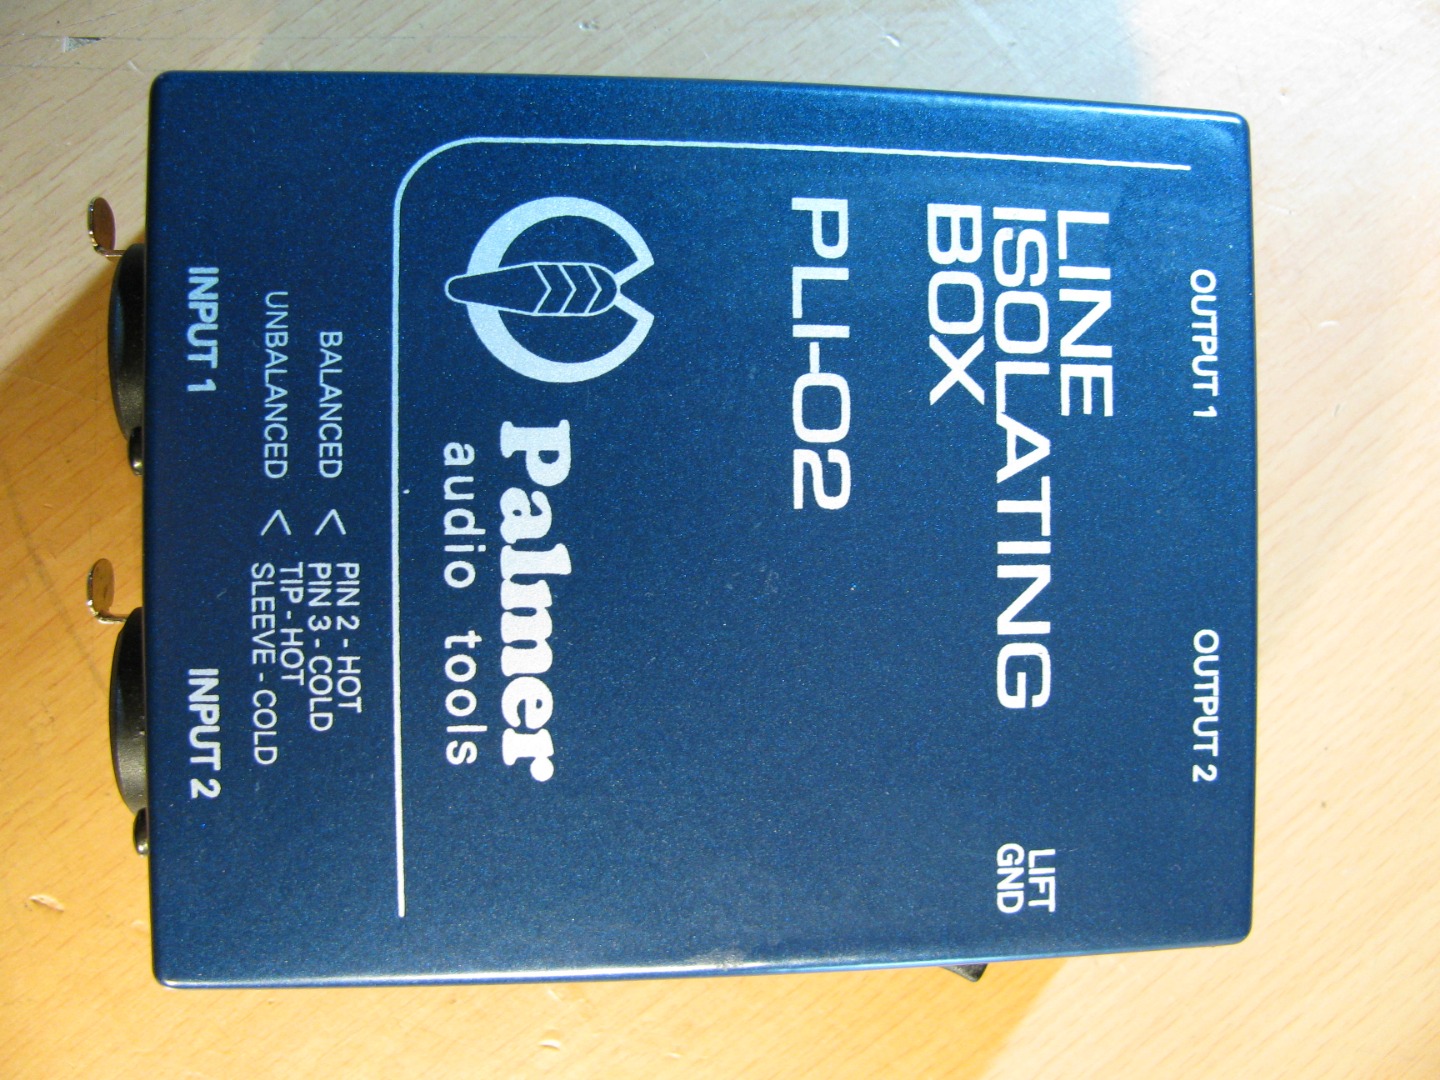 OUTPUT 1
OUTPUT 2
LINE
ISOLATING
BOX
LIFT
GND
PLI-02
Palmer
audio tools
BALANCED < PIN 2 - HOT
PIN 3 - COLD
UNBALANCED < TIP - HOT
SLEEVE - COLD
INPUT 1
INPUT 2